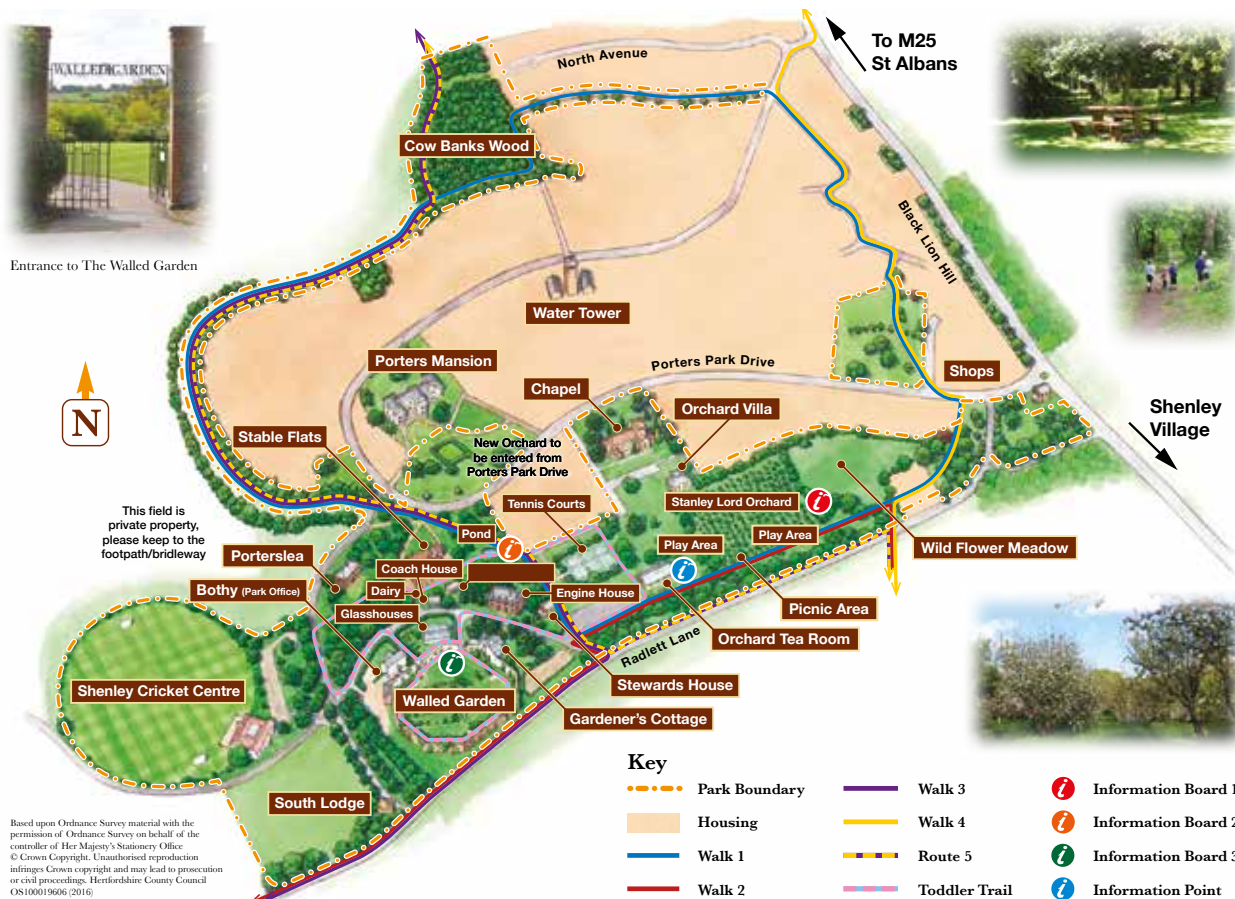 WALLED GARDEN
Entrance to The Walled Garden
North Avenue
To M25
St Albans
Cow Banks Wood
Black Lion Hill
Water Tower
Porters Mansion
Porters Park Drive
Shops
Chapel
Orchard Villa
Shenley
Village
N
Stable Flats
New Orchard to
be entered from
Porters Park Drive
Tennis Courts
Stanley Lord Orchard
This field is
private property,
please keep to the
footpath/bridleway
Pond
Play Area
Play Area
Wild Flower Meadow
Porterslea
Coach House
Bothy (Park Office)
Dairy
Engine House
Picnic Area
Glasshouses
Orchard Tea Room
Radlett Lane
Stewards House
Shenley Cricket Centre
Walled Garden
Gardener's Cottage
South Lodge
Key
Park Boundary
Housing
Walk 1
Walk 2
Walk 3
Walk 4
Route 5
Toddler Trail
i Information Board 1
i Information Board 2
i Information Board 3
i Information Point
Based upon Ordnance Survey material with the
permission of Ordnance Survey on behalf of the
controller of Her Majesty's Stationery Office
© Crown Copyright. Unauthorised reproduction
infringes Crown copyright and may lead to prosecution
or civil proceedings. Hertfordshire County Council
OS100019606 (2016)